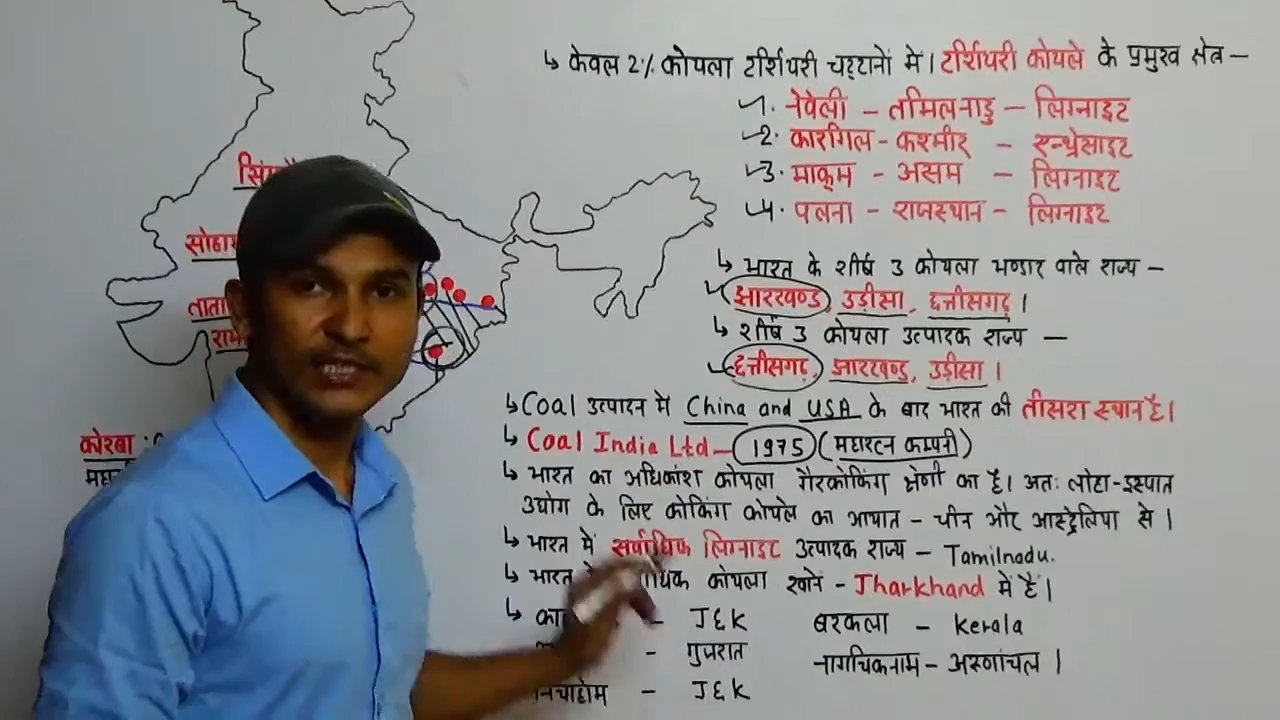 ↳ केवल 2% कोयला टर्शियरी चट्टानों में। टर्शियरी कोयले के प्रमुख क्षेत्र –
1. नेवेली – तमिलनाडु – लिग्नाइट
2. कारगिल – कश्मीर – एन्थ्रेसाइट
3. माकूम – असम – लिग्नाइट
4. पलना – राजस्थान – लिग्नाइट
↳ भारत के शीर्ष 3 कोयला भण्डार वाले राज्य –
झारखण्ड, उड़ीसा, छत्तीसगढ़।
↳ शीर्ष 3 कोयला उत्पादक राज्य –
छत्तीसगढ़, झारखण्ड, उड़ीसा।
↳ Coal उत्पादन में China and USA के बाद भारत का तीसरा स्थान है।
↳ Coal India Ltd – 1975 (महारत्न कम्पनी)
↳ भारत का अधिकांश कोयला गैरकोकिंग श्रेणी का है। अतः लोहा-इस्पात
उद्योग के लिए कोकिंग कोयले का आयात – चीन और आस्ट्रेलिया से।
↳ भारत में सर्वाधिक लिग्नाइट उत्पादक राज्य – Tamilnadu.
↳ भारत कोयला खाने – Jharkhand में है।
↳ – J&K बरकला – Kerala
– गुजरात नागचिकनाम – अरुणांचल।
– J&K
कोरबा